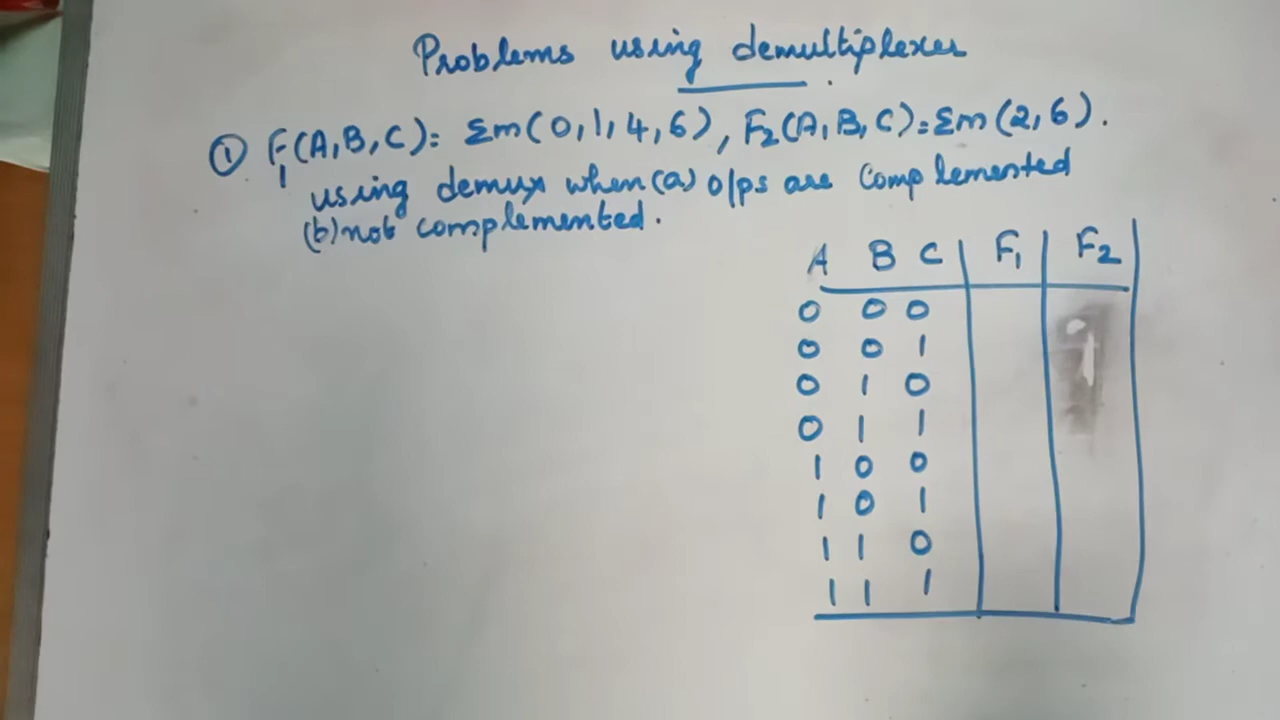 Problems using demultiplexer
① F1(A,B,C)= Σm(0,1,4,6), F2(A,B,C)=Σm(2,6).
using demux when (a) o/ps are Complemented
(b) not complemented.
A B C F1 F2
0 0 0
0 0 1
0 1 0
0 1 1
1 0 0
1 0 1
1 1 0
1 1 1